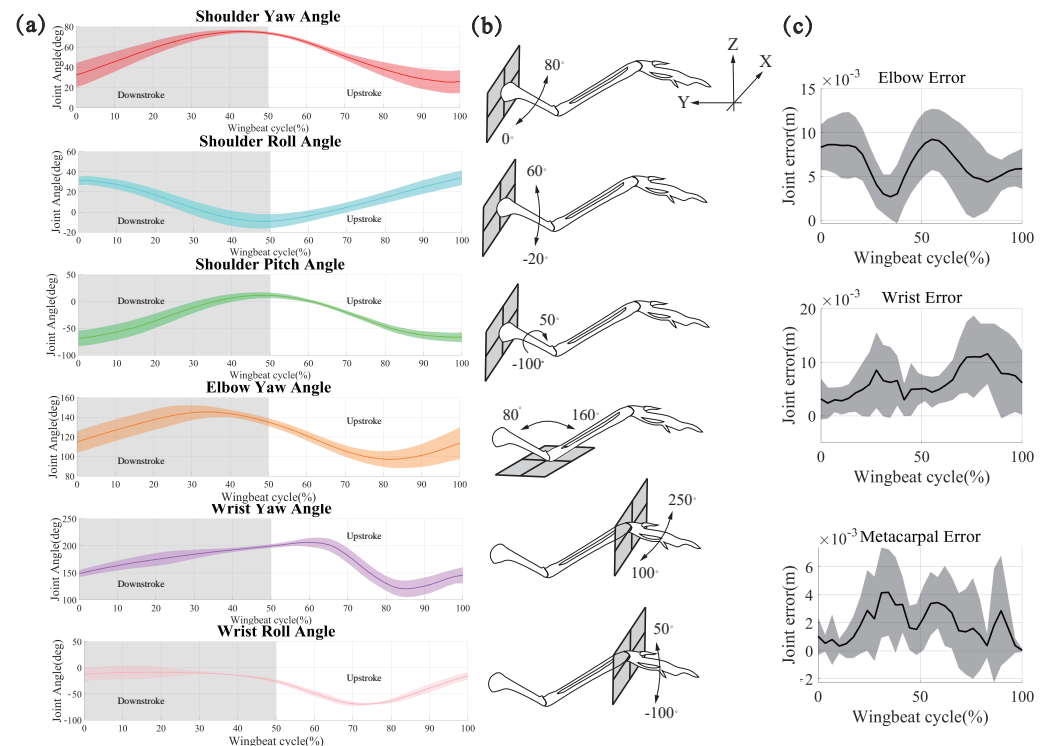 (a)
Shoulder Yaw Angle
Joint Angle(deg)
80
60
40
20
0
Downstroke
Upstroke
0 10 20 30 40 50 60 70 80 90 100
Wingbeat cycle(%)
Shoulder Roll Angle
Joint Angle(deg)
60
40
20
0
-20
Downstroke
Upstroke
0 10 20 30 40 50 60 70 80 90 100
Wingbeat cycle(%)
Shoulder Pitch Angle
Joint Angle(deg)
50
0
-50
-100
Downstroke
Upstroke
0 10 20 30 40 50 60 70 80 90 100
Wingbeat cycle(%)
Elbow Yaw Angle
Joint Angle(deg)
160
140
120
100
80
Downstroke
Upstroke
0 10 20 30 40 50 60 70 80 90 100
Wingbeat cycle(%)
Wrist Yaw Angle
Joint Angle(deg)
250
200
150
100
Downstroke
Upstroke
0 10 20 30 40 50 60 70 80 90 100
Wingbeat cycle(%)
Wrist Roll Angle
Joint Angle(deg)
50
0
-50
-100
Downstroke
Upstroke
0 10 20 30 40 50 60 70 80 90 100
Wingbeat cycle(%)
(b)
Z
X
Y
80°
0°
60°
-20°
50°
-100°
80°
160°
250°
100°
50°
-100°
(c)
×10⁻³
Elbow Error
Joint error(m)
15
10
5
0
0 50 100
Wingbeat cycle(%)
×10⁻³
Wrist Error
Joint error(m)
20
10
0
0 50 100
Wingbeat cycle(%)
×10⁻³
Metacarpal Error
Joint error(m)
6
4
2
0
-2
0 50 100
Wingbeat cycle(%)